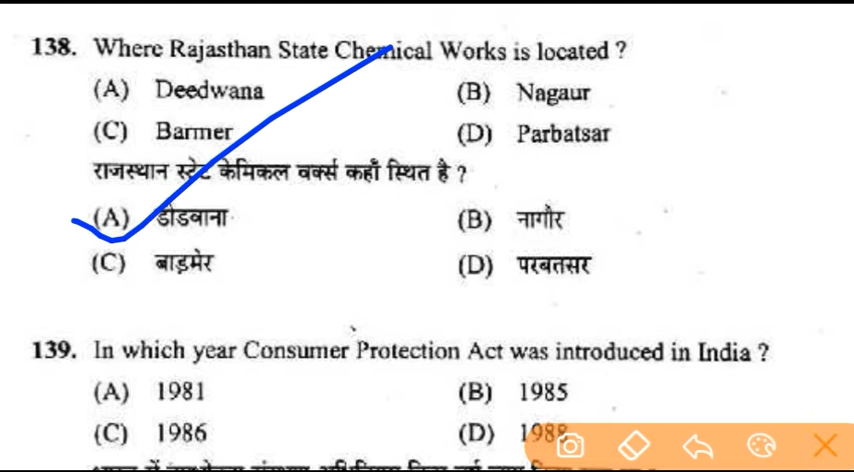 138. Where Rajasthan State Chemical Works is located ?
(A) Deedwana (B) Nagaur
(C) Barmer (D) Parbatsar
राजस्थान स्टेट केमिकल वर्क्स कहाँ स्थित है ?
(A) डीडवाना (B) नागौर
(C) बाड़मेर (D) परबतसर
139. In which year Consumer Protection Act was introduced in India ?
(A) 1981 (B) 1985
(C) 1986 (D) 1988